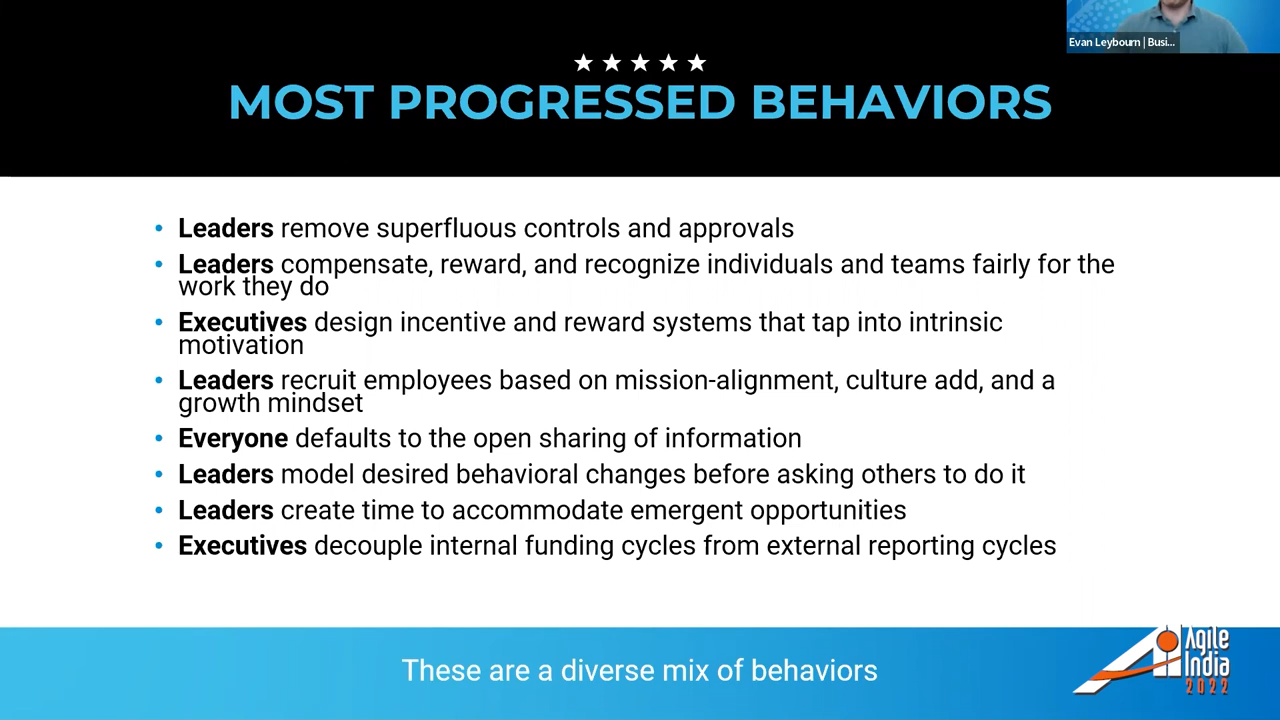 Evan Leybourn | Busi...
MOST PROGRESSED BEHAVIORS
• Leaders remove superfluous controls and approvals
• Leaders compensate, reward, and recognize individuals and teams fairly for the
work they do
• Executives design incentive and reward systems that tap into intrinsic
motivation
• Leaders recruit employees based on mission-alignment, culture add, and a
growth mindset
• Everyone defaults to the open sharing of information
• Leaders model desired behavioral changes before asking others to do it
• Leaders create time to accommodate emergent opportunities
• Executives decouple internal funding cycles from external reporting cycles
These are a diverse mix of behaviors
Agile
India
2022